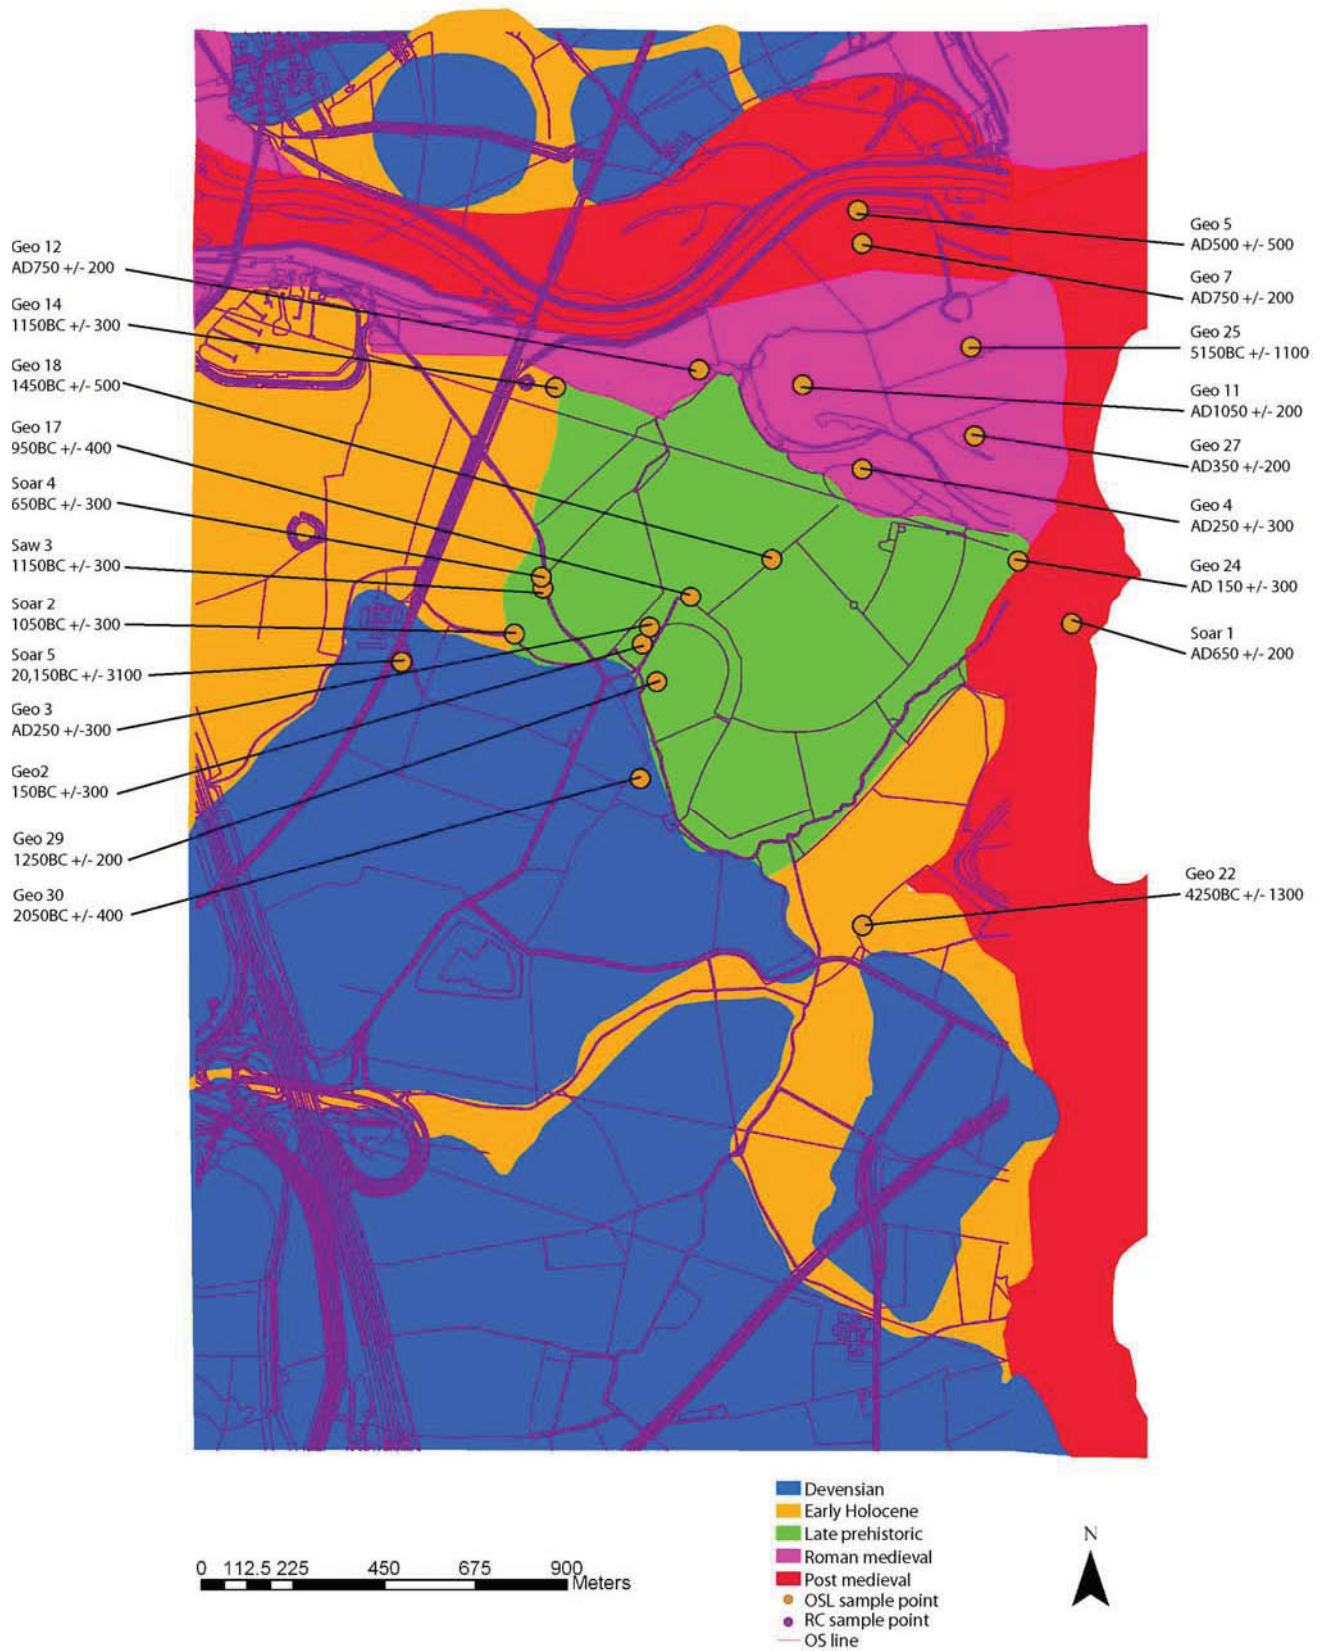 Geo 12
AD750 +/- 200
Geo 14
1150BC +/- 300
Geo 18
1450BC +/- 500
Geo 17
950BC +/- 400
Soar 4
650BC +/- 300
Saw 3
1150BC +/- 300
Soar 2
1050BC +/- 300
Soar 5
20,150BC +/- 3100
Geo 3
AD250 +/-300
Geo2
150BC +/-300
Geo 29
1250BC +/- 200
Geo 30
2050BC +/- 400
Geo 5
AD500 +/- 500
Geo 7
AD750 +/- 200
Geo 25
5150BC +/- 1100
Geo 11
AD1050 +/- 200
Geo 27
AD350 +/-200
Geo 4
AD250 +/- 300
Geo 24
AD 150 +/- 300
Soar 1
AD650 +/- 200
Geo 22
4250BC +/- 1300
Devensian
Early Holocene
Late prehistoric
Roman medieval
Post medieval
OSL sample point
RC sample point
OS line
N
0 112.5 225 450 675 900
Meters